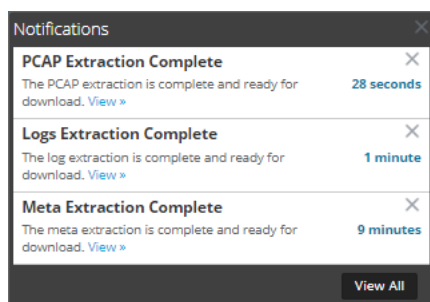 Notifications
PCAP Extraction Complete
The PCAP extraction is complete and ready for
28 seconds
download. View »
Logs Extraction Complete
The log extraction is complete and ready for
1 minute
download. View »
Meta Extraction Complete
The meta extraction is complete and ready for
9 minutes
download. View »
View All